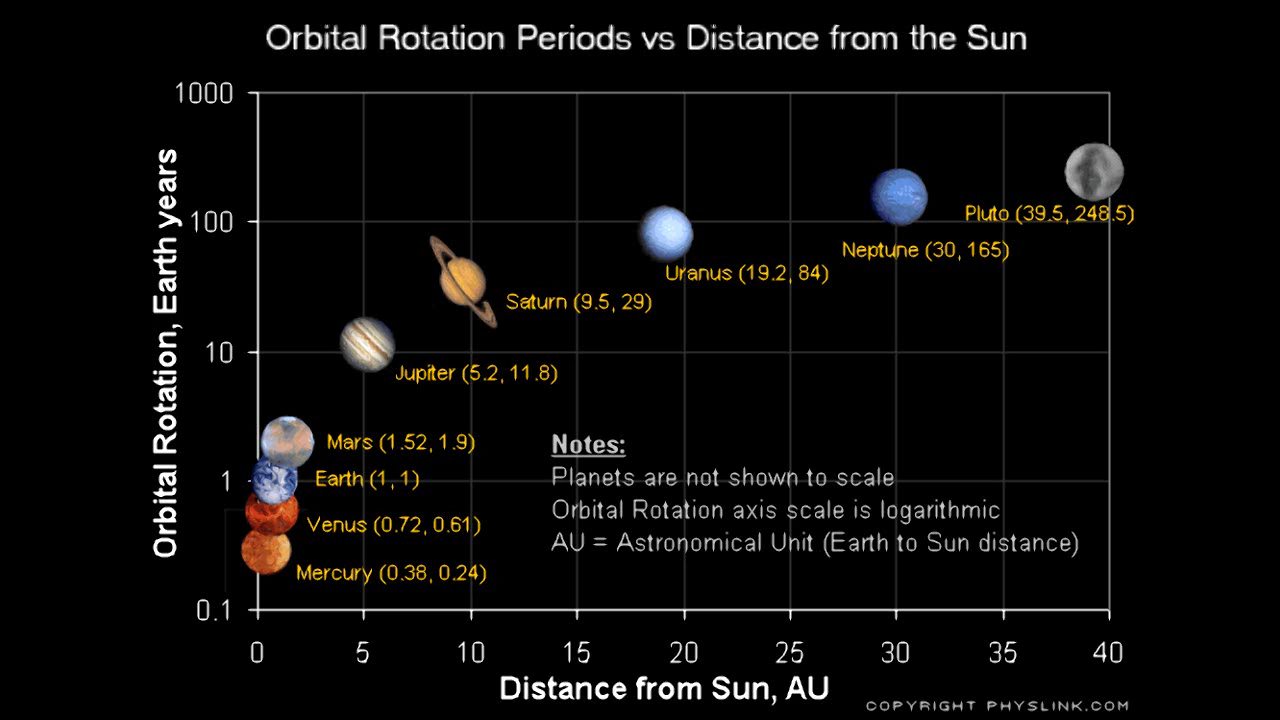 Orbital Rotation Periods vs Distance from the Sun
1000
100
10
1
0.1
Orbital Rotation, Earth years
Pluto (39.5, 248.5)
Neptune (30, 165)
Uranus (19.2, 84)
Saturn (9.5, 29)
Jupiter (5.2, 11.8)
Mars (1.52, 1.9)
Earth (1, 1)
Venus (0.72, 0.61)
Mercury (0.38, 0.24)
Notes:
Planets are not shown to scale
Orbital Rotation axis scale is logarithmic
AU = Astronomical Unit (Earth to Sun distance)
0 5 10 15 20 25 30 35 40
Distance from Sun, AU
COPYRIGHT PHYSLINK.COM